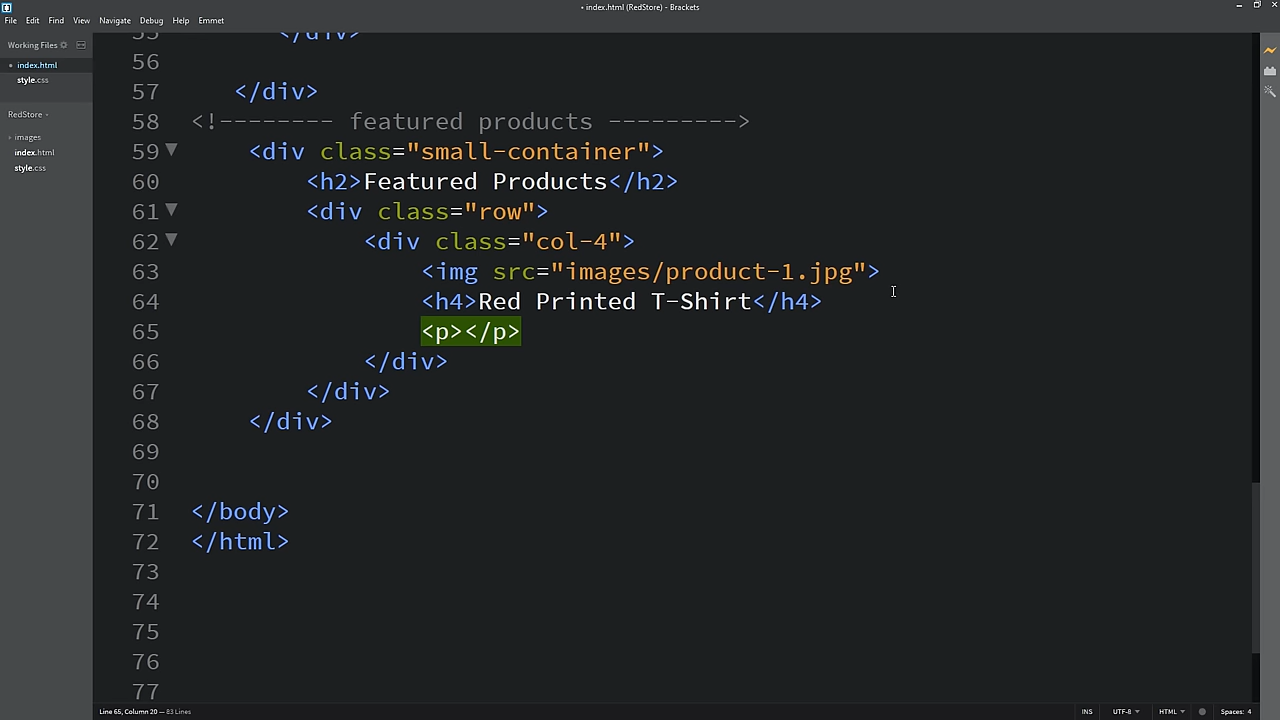 • index.html (RedStore) - Brackets
File Edit Find View Navigate Debug Help Emmet
Working Files
• index.html
style.css
RedStore
images
index.html
style.css
55 </div>
56
57 </div>
58 <!-------- featured products --------->
59 <div class="small-container">
60 <h2>Featured Products</h2>
61 <div class="row">
62 <div class="col-4">
63 <img src="images/product-1.jpg">
64 <h4>Red Printed T-Shirt</h4>
65 <p></p>
66 </div>
67 </div>
68 </div>
69
70
71 </body>
72 </html>
73
74
75
76
77
Line 65, Column 20 — 83 Lines
INS UTF-8 HTML Spaces: 4